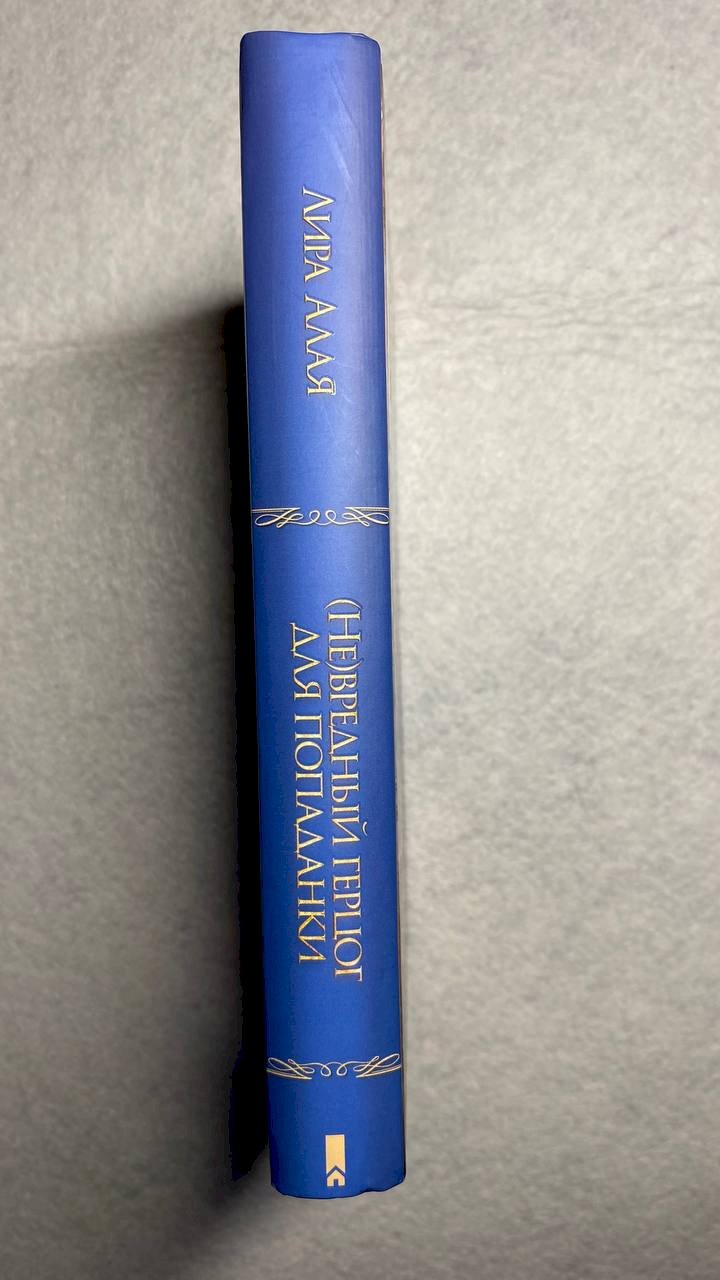 ЛИРА АЛАЯ
(НЕ)ВРЕДНЫЙ ГЕРЦОГ
ДЛЯ ПОПАДАНКИ